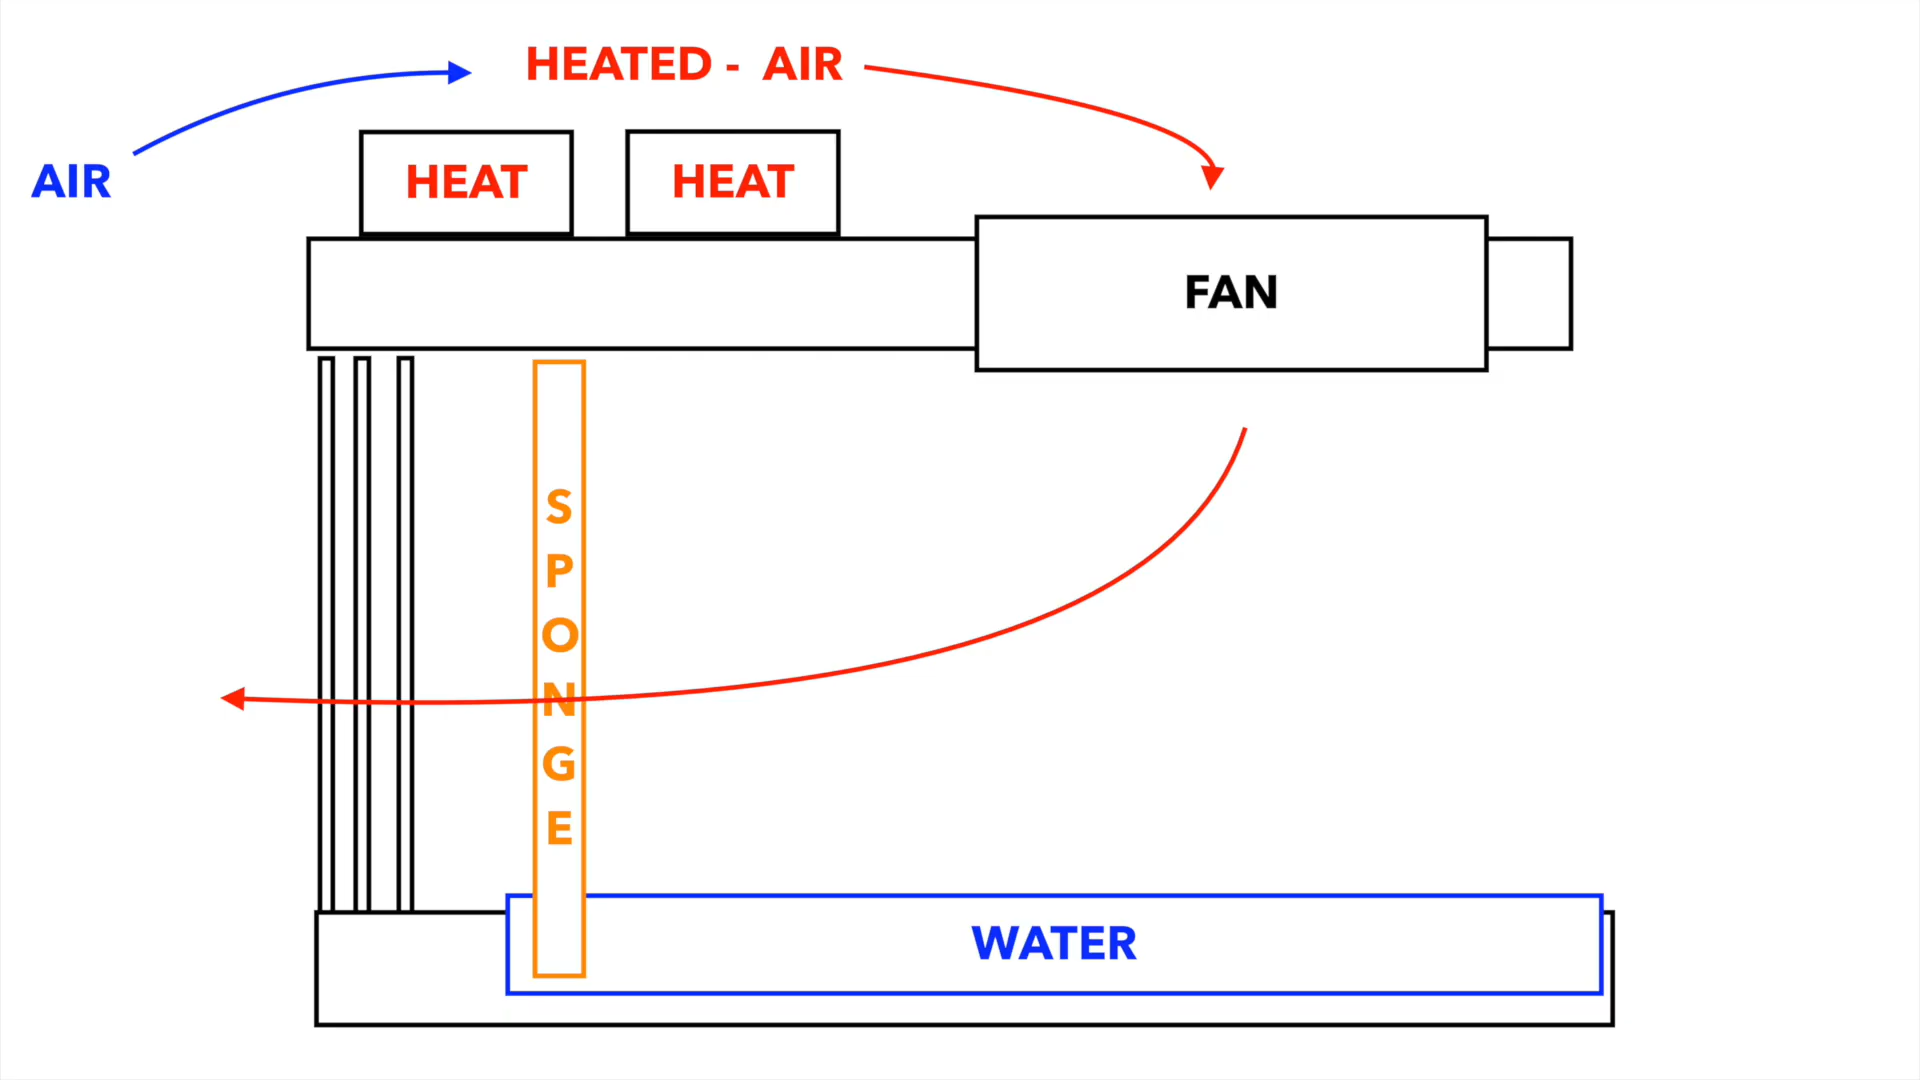 HEATED - AIR
AIR
HEAT
HEAT
FAN
S
P
O
N
G
E
WATER